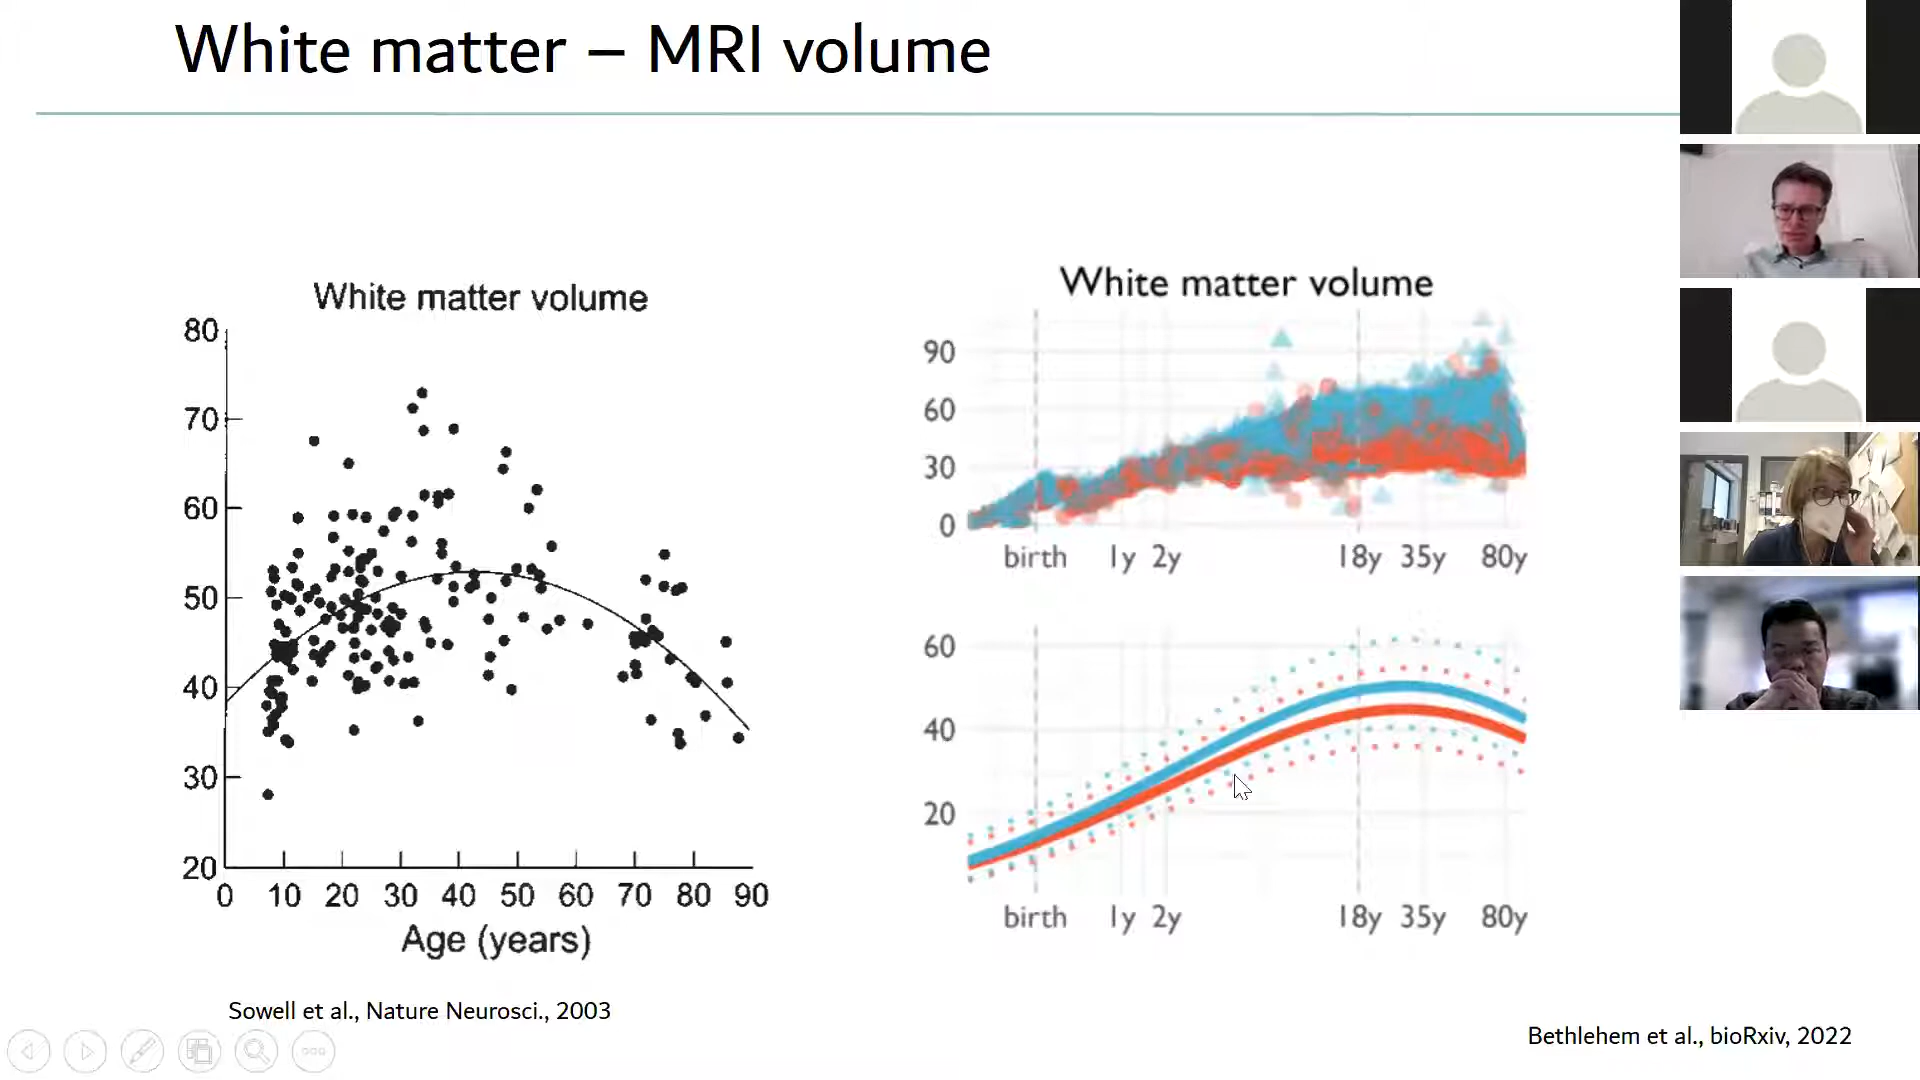 White matter – MRI volume
White matter volume
80
70
60
50
40
30
20
0 10 20 30 40 50 60 70 80 90
Age (years)
Sowell et al., Nature Neurosci., 2003
White matter volume
90
60
30
0
birth 1y 2y 18y 35y 80y
60
40
20
birth 1y 2y 18y 35y 80y
Bethlehem et al., bioRxiv, 2022